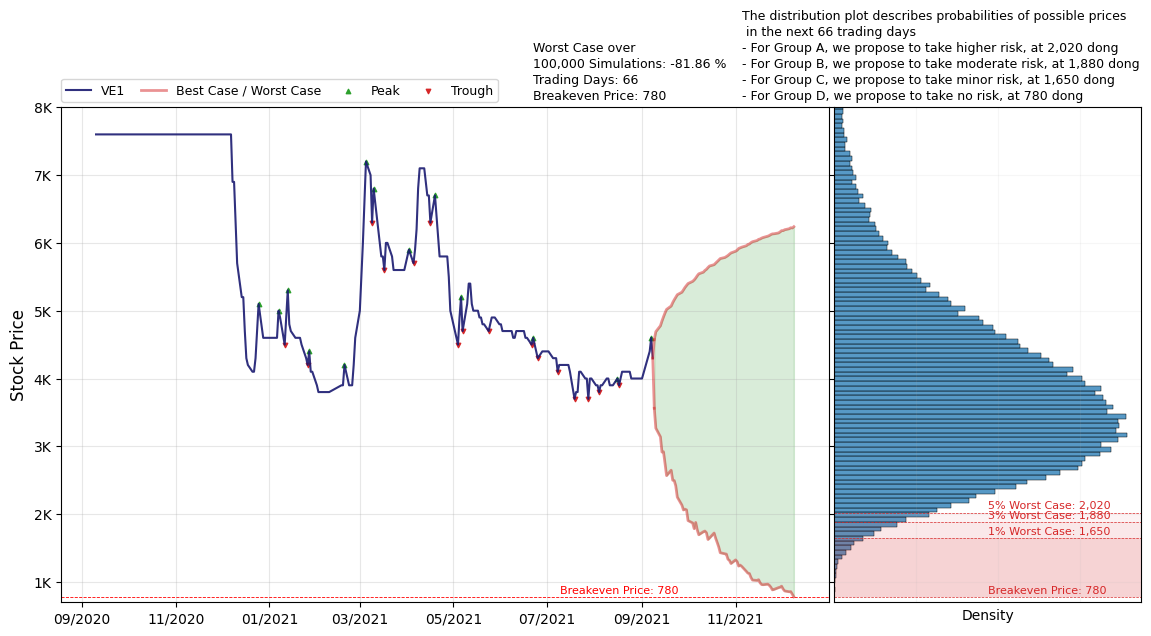 The distribution plot describes probabilities of possible prices
in the next 66 trading days
- For Group A, we propose to take higher risk, at 2,020 dong
- For Group B, we propose to take moderate risk, at 1,880 dong
- For Group C, we propose to take minor risk, at 1,650 dong
- For Group D, we propose to take no risk, at 780 dong
Worst Case over
100,000 Simulations: -81.86 %
Trading Days: 66
Breakeven Price: 780
VE1
Best Case / Worst Case
Peak
Trough
Stock Price
8K
7K
6K
5K
4K
3K
2K
1K
09/2020
11/2020
01/2021
03/2021
05/2021
07/2021
09/2021
11/2021
Breakeven Price: 780
5% Worst Case: 2,020
3% Worst Case: 1,880
1% Worst Case: 1,650
Breakeven Price: 780
Density